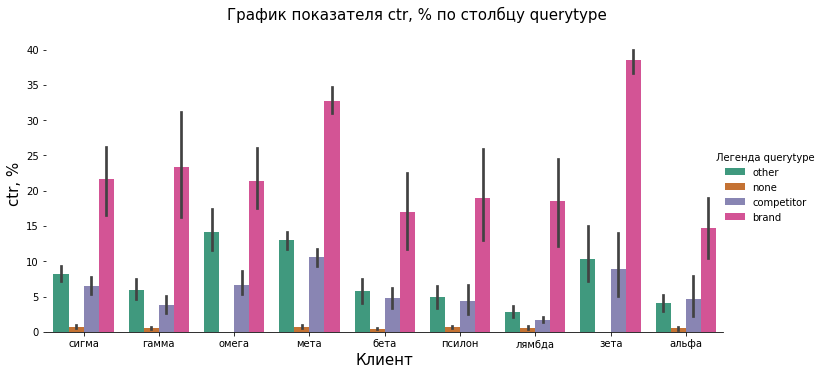 График показателя ctr, % по столбцу querytype
ctr, %
40
35
30
25
20
15
10
5
0
сигма гамма омега мета бета псилон лямбда зета альфа
Клиент
Легенда querytype
other
none
competitor
brand